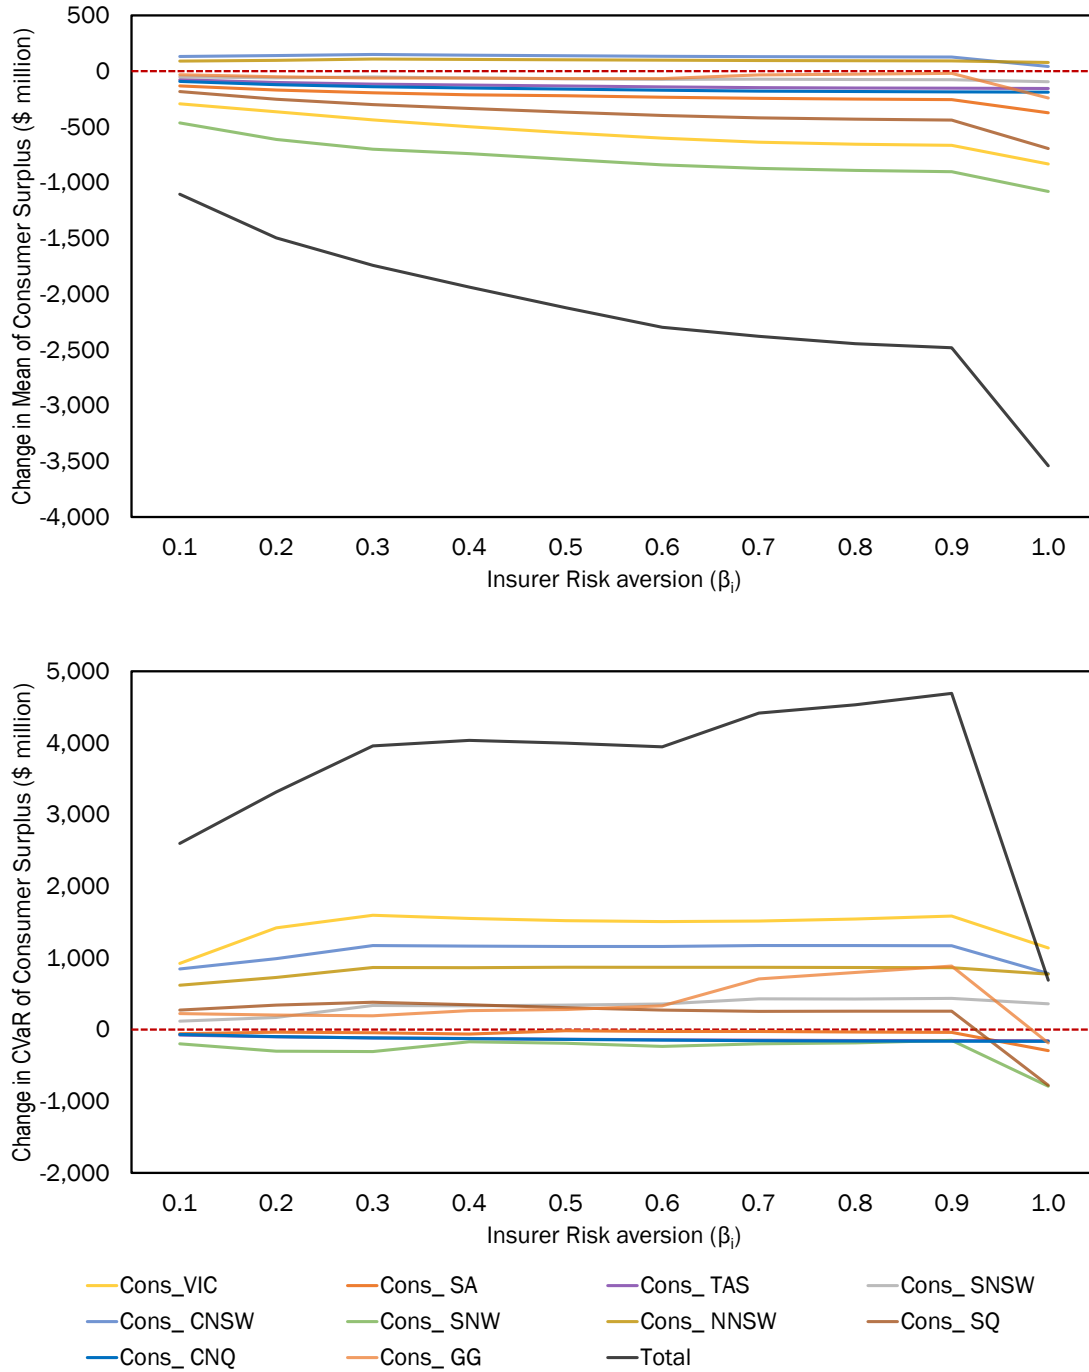 Change in Mean of Consumer Surplus ($ million)
500
0
-500
-1,000
-1,500
-2,000
-2,500
-3,000
-3,500
-4,000
0.1 0.2 0.3 0.4 0.5 0.6 0.7 0.8 0.9 1.0
Insurer Risk aversion (βi)
Change in CVaR of Consumer Surplus ($ million)
5,000
4,000
3,000
2,000
1,000
0
-1,000
-2,000
0.1 0.2 0.3 0.4 0.5 0.6 0.7 0.8 0.9 1.0
Insurer Risk aversion (βi)
Cons_VIC Cons_ SA Cons_ TAS Cons_ SNSW
Cons_ CNSW Cons_ SNW Cons_ NNSW Cons_ SQ
Cons_ CNQ Cons_ GG Total